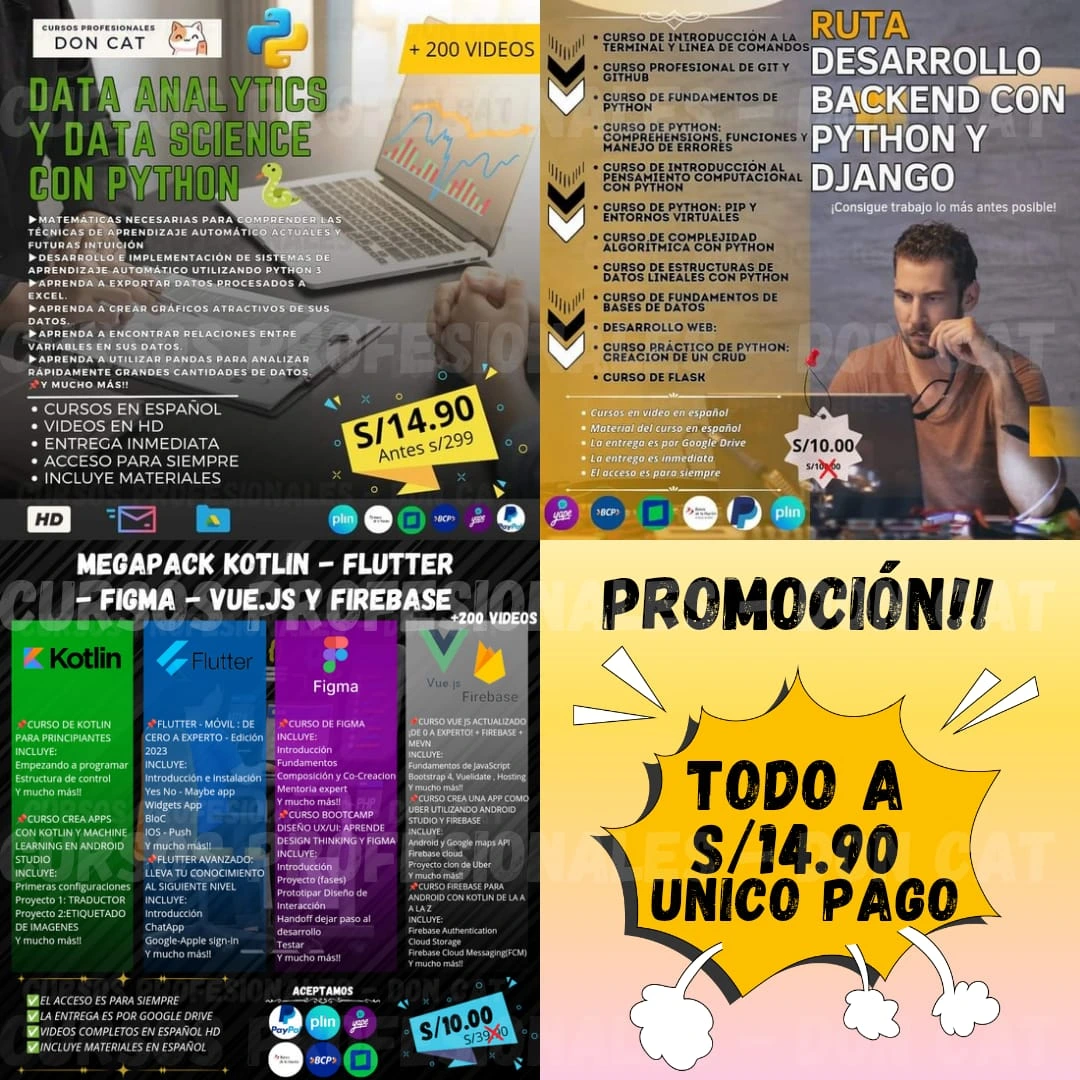 CURSOS PROFESIONALES
DON CAT
+ 200 VIDEOS
DATA ANALYTICS
Y DATA SCIENCE
CON PYTHON
▶MATEMÁTICAS NECESARIAS PARA COMPRENDER LAS
TÉCNICAS DE APRENDIZAJE AUTOMÁTICO ACTUALES Y
FUTURAS INTUICIÓN
▶DESARROLLO E IMPLEMENTACIÓN DE SISTEMAS DE
APRENDIZAJE AUTOMÁTICO UTILIZANDO PYTHON 3
▶APRENDA A EXPORTAR DATOS PROCESADOS A
EXCEL.
▶APRENDA A CREAR GRÁFICOS ATRACTIVOS DE SUS
DATOS.
▶APRENDA A ENCONTRAR RELACIONES ENTRE
VARIABLES EN SUS DATOS.
▶APRENDA A UTILIZAR PANDAS PARA ANALIZAR
RÁPIDAMENTE GRANDES CANTIDADES DE DATOS.
📌Y MUCHO MÁS!!
• CURSOS EN ESPAÑOL
• VIDEOS EN HD
• ENTREGA INMEDIATA
• ACCESO PARA SIEMPRE
• INCLUYE MATERIALES
S/14.90
Antes s/299
HD
plin
BCP
yape
PayPal
• CURSO DE INTRODUCCIÓN A LA
TERMINAL Y LÍNEA DE COMANDOS
• CURSO PROFESIONAL DE GIT Y
GITHUB
• CURSO DE FUNDAMENTOS DE
PYTHON
• CURSO DE PYTHON:
COMPREHENSIONS, FUNCIONES Y
MANEJO DE ERRORES
• CURSO DE INTRODUCCIÓN AL
PENSAMIENTO COMPUTACIONAL
CON PYTHON
• CURSO DE PYTHON: PIP Y
ENTORNOS VIRTUALES
• CURSO DE COMPLEJIDAD
ALGORÍTMICA CON PYTHON
• CURSO DE ESTRUCTURAS DE
DATOS LINEALES CON PYTHON
• CURSO DE FUNDAMENTOS DE
BASES DE DATOS
• DESARROLLO WEB:
• CURSO PRÁCTICO DE PYTHON:
CREACIÓN DE UN CRUD
• CURSO DE FLASK
RUTA
DESARROLLO
BACKEND CON
PYTHON Y
DJANGO
¡Consigue trabajo lo más antes posible!
• Cursos en video en español
• Material del curso en español
• La entrega es por Google Drive
• La entrega es inmediata
• El acceso es para siempre
S/10.00
yape
BCP
Banco de la Nación
plin
MEGAPACK KOTLIN – FLUTTER
– FIGMA – VUE.JS Y FIREBASE
+200 VIDEOS
Kotlin
📌CURSO DE KOTLIN
PARA PRINCIPIANTES
INCLUYE:
Empezando a programar
Estructura de control
Y mucho más!!
📌CURSO CREA APPS
CON KOTLIN Y MACHINE
LEARNING EN ANDROID
STUDIO
INCLUYE:
Primeras configuraciones
Proyecto 1: TRADUCTOR
Proyecto 2:ETIQUETADO
DE IMAGENES
Y mucho más!!
Flutter
📌FLUTTER - MÓVIL : DE
CERO A EXPERTO - Edición
2023
INCLUYE:
Introducción e instalación
Yes No - Maybe app
Widgets App
BloC
IOS - Push
Y mucho más!!
📌FLUTTER AVANZADO:
LLEVA TU CONOCIMIENTO
AL SIGUIENTE NIVEL
INCLUYE:
Introducción
ChatApp
Google-Apple sign-In
Y mucho más!!
Figma
📌CURSO DE FIGMA
INCLUYE:
Introducción
Fundamentos
Composición y Co-Creacion
Mentoria expert
Y mucho más!!
📌CURSO BOOTCAMP
DISEÑO UX/UI: APRENDE
DESIGN THINKING Y FIGMA
INCLUYE:
Introducción
Proyecto (fases)
Prototipar Diseño de
Interacción
Handoff dejar paso al
desarrollo
Testar
Y mucho más!!
Vue.js
Firebase
📌CURSO VUE JS ACTUALIZADO
¡DE 0 A EXPERTO! + FIREBASE +
MEVN
INCLUYE:
Fundamentos de JavaScript
Bootstrap 4, Vuelidate , Hosting
Y mucho más!!
📌CURSO CREA UNA APP COMO
UBER UTILIZANDO ANDROID
STUDIO Y FIREBASE
INCLUYE:
Android y Google maps API
Firebase cloud
Proyecto cion de Uber
Y mucho más!!
📌CURSO FIREBASE PARA
ANDROID CON KOTLIN DE LA A
A LA Z
INCLUYE:
Firebase Authentication
Cloud Storage
Firebase Cloud Messaging(FCM)
Y mucho más!!
✅EL ACCESO ES PARA SIEMPRE
✅LA ENTREGA ES POR GOOGLE DRIVE
✅VIDEOS COMPLETOS EN ESPAÑOL HD
✅INCLUYE MATERIALES EN ESPAÑOL
ACEPTAMOS
PayPal
plin
yape
BCP
S/10.00
PROMOCIÓN!!
TODO A
S/14.90
UNICO PAGO
CURSOS PROFESIONALES - DON CAT